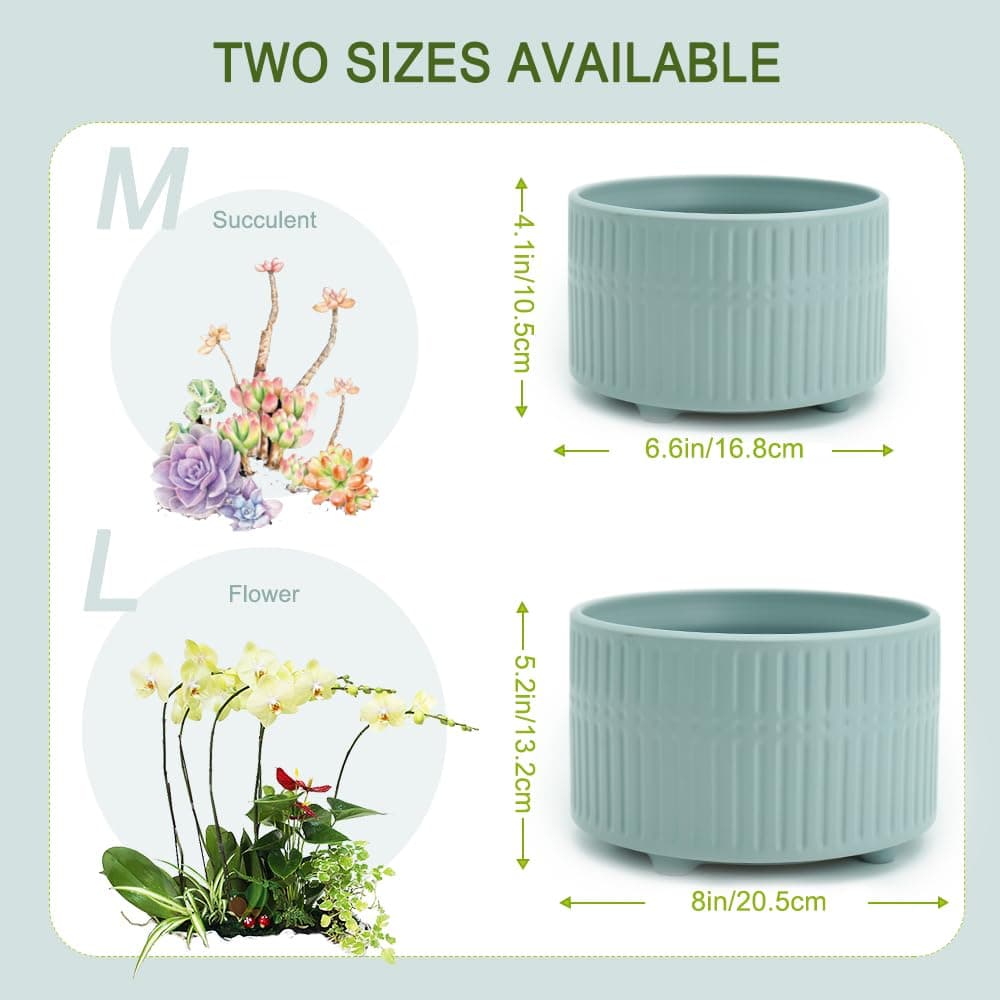 TWO SIZES AVAILABLE
M
Succulent
4.1in/10.5cm
6.6in/16.8cm
L
Flower
5.2in/13.2cm
8in/20.5cm